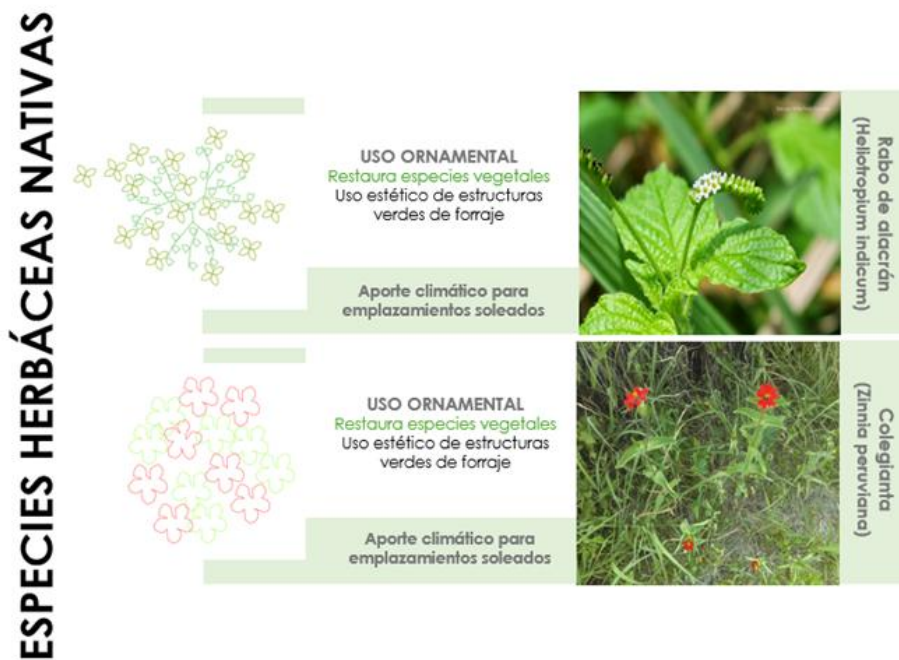 ESPECIES HERBÁCEAS NATIVAS
USO ORNAMENTAL
Restaura especies vegetales
Uso estético de estructuras
verdes de forraje
Aporte climático para
emplazamientos soleados
Rabo de alacrán
(Heliotropium indicum)
USO ORNAMENTAL
Restaura especies vegetales
Uso estético de estructuras
verdes de forraje
Aporte climático para
emplazamientos soleados
Colegianta
(Zinnia peruviana)